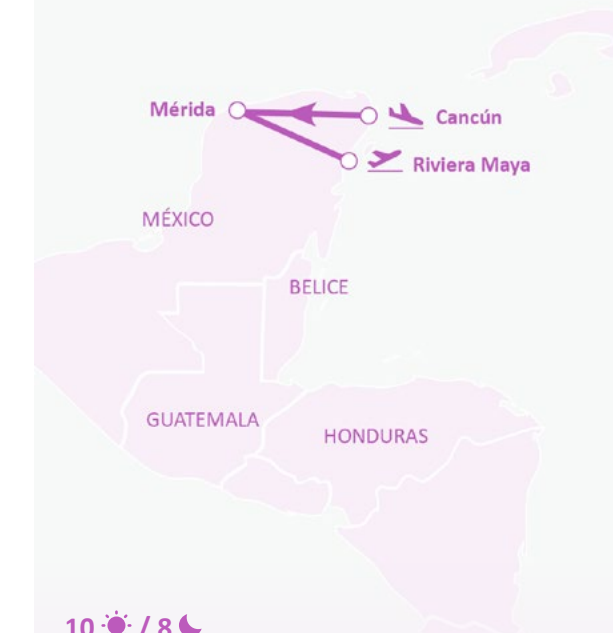 Mérida
Cancún
Riviera Maya
MÉXICO
BELICE
GUATEMALA
HONDURAS
10 / 8